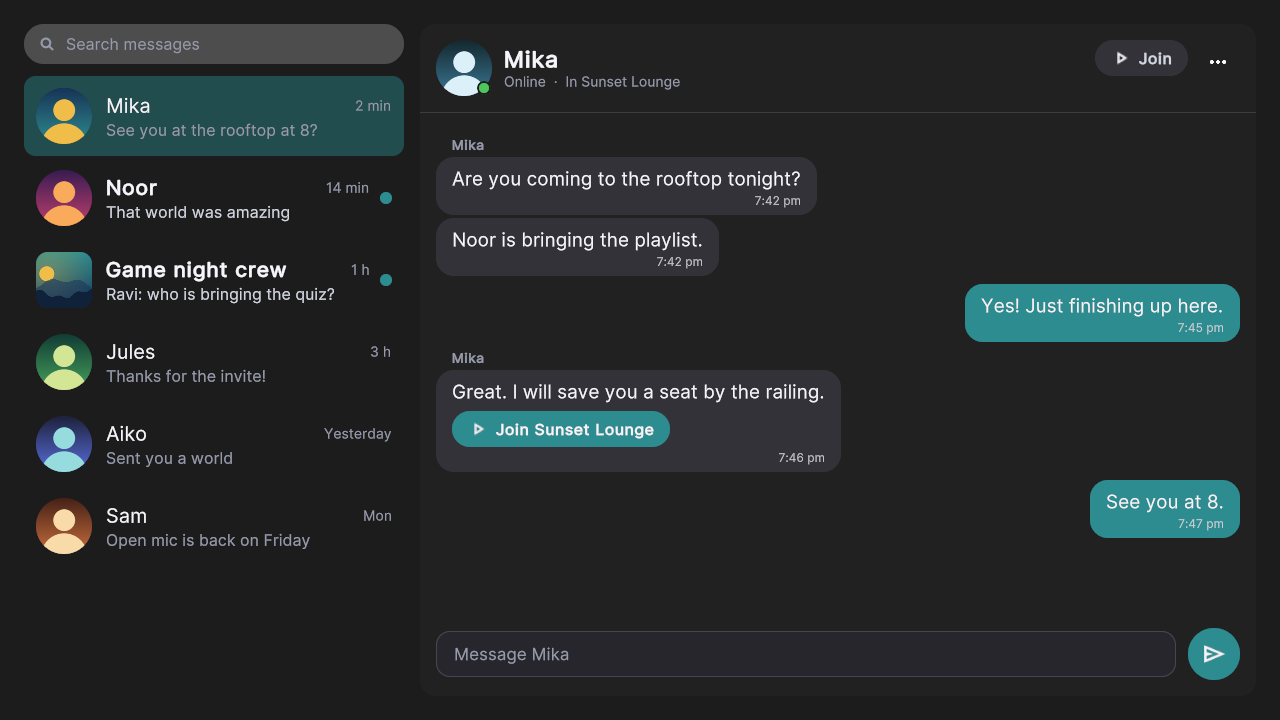 Search messages
Mika
2 min
See you at the rooftop at 8?
Noor
14 min
That world was amazing
Game night crew
1 h
Ravi: who is bringing the quiz?
Jules
3 h
Thanks for the invite!
Aiko
Yesterday
Sent you a world
Sam
Mon
Open mic is back on Friday
Mika
Online · In Sunset Lounge
Join
Mika
Are you coming to the rooftop tonight?
7:42 pm
Noor is bringing the playlist.
7:42 pm
Yes! Just finishing up here.
7:45 pm
Mika
Great. I will save you a seat by the railing.
Join Sunset Lounge
7:46 pm
See you at 8.
7:47 pm
Message Mika